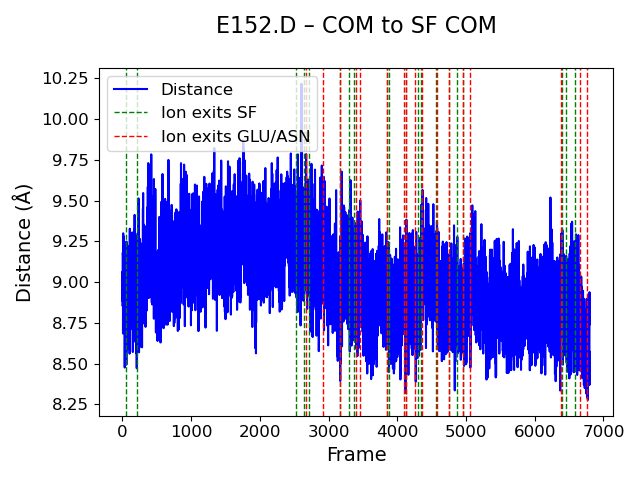 E152.D – COM to SF COM
Distance
Ion exits SF
Ion exits GLU/ASN
Distance (Å)
10.25
10.00
9.75
9.50
9.25
9.00
8.75
8.50
8.25
0 1000 2000 3000 4000 5000 6000 7000
Frame